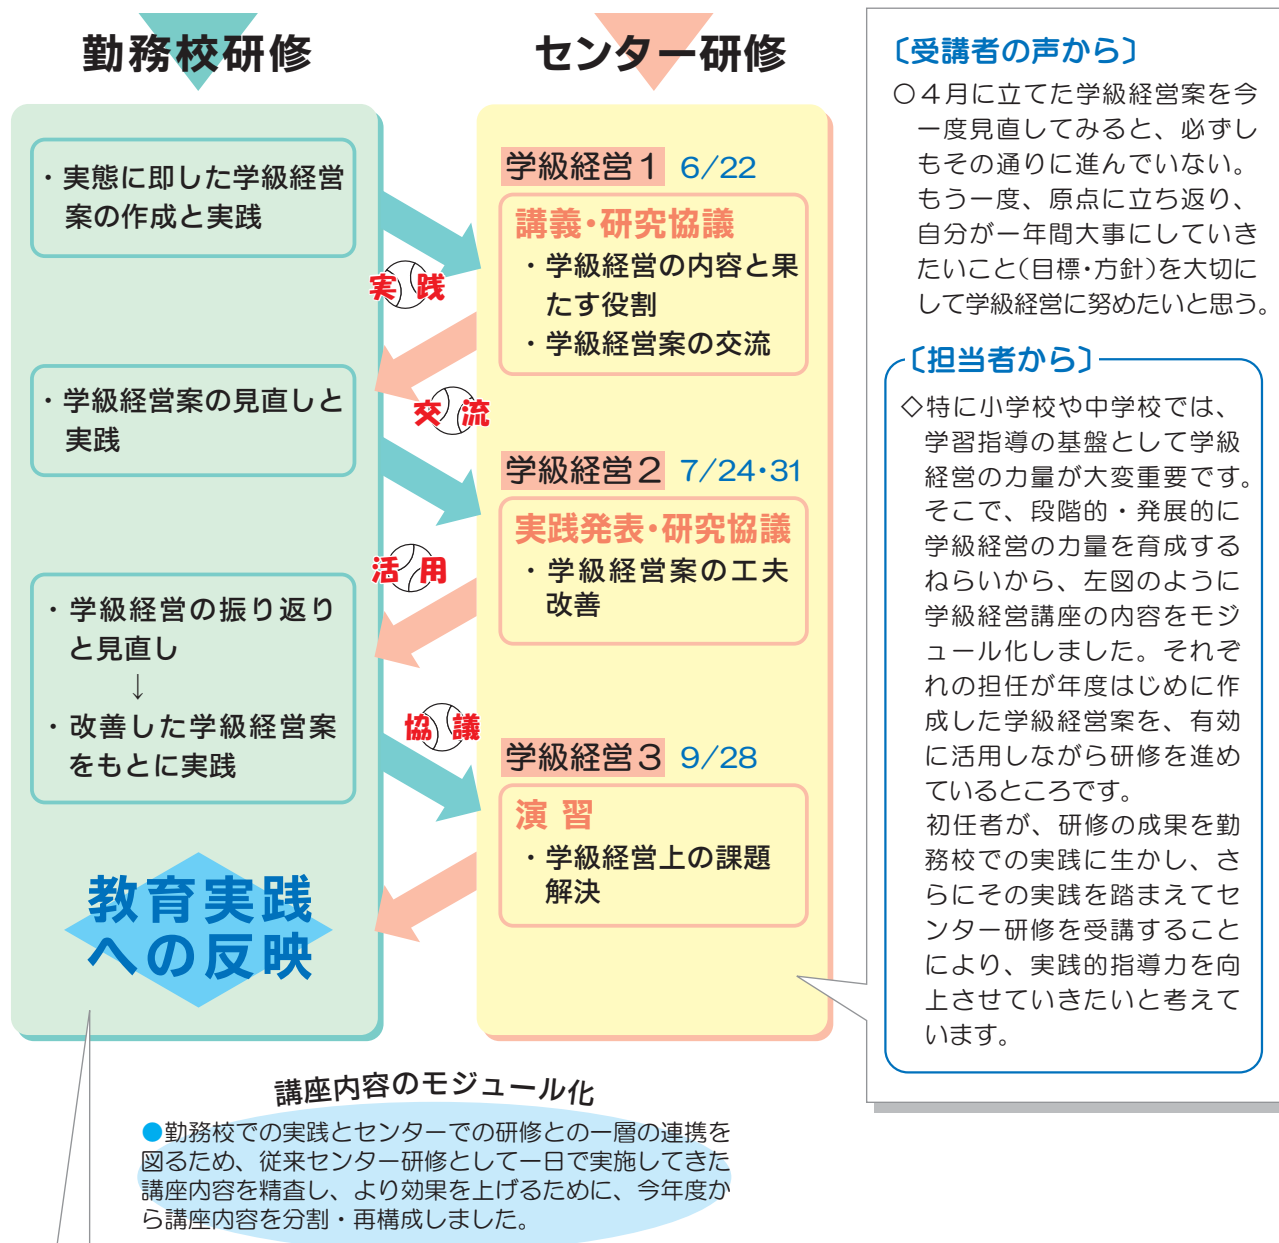 勤務校研修
・実態に即した学級経営
案の作成と実践
・学級経営案の見直しと
実践
・学級経営の振り返り
と見直し
↓
・改善した学級経営案
をもとに実践
教育実践
への反映
実践
交流
活用
協議
センター研修
学級経営1 6/22
講義・研究協議
・学級経営の内容と果
たす役割
・学級経営案の交流
学級経営2 7/24・31
実践発表・研究協議
・学級経営案の工夫
改善
学級経営3 9/28
演習
・学級経営上の課題
解決
〔受講者の声から〕
○4月に立てた学級経営案を今
一度見直してみると、必ずし
もその通りに進んでいない。
もう一度、原点に立ち返り、
自分が一年間大事にしていき
たいこと(目標・方針)を大切に
して学級経営に努めたいと思う。
〔担当者から〕
◇特に小学校や中学校では、
学習指導の基盤として学級
経営の力量が大変重要です。
そこで、段階的・発展的に
学級経営の力量を育成する
ねらいから、左図のように
学級経営講座の内容をモジ
ュール化しました。それぞ
れの担任が年度はじめに作
成した学級経営案を、有効
に活用しながら研修を進め
ているところです。
初任者が、研修の成果を勤
務校での実践に生かし、さ
らにその実践を踏まえてセ
ンター研修を受講すること
により、実践的指導力を向
上させていきたいと考えて
います。
講座内容のモジュール化
●勤務校での実践とセンターでの研修との一層の連携を
図るため、従来センター研修として一日で実施してきた
講座内容を精査し、より効果を上げるために、今年度か
ら講座内容を分割・再構成しました。